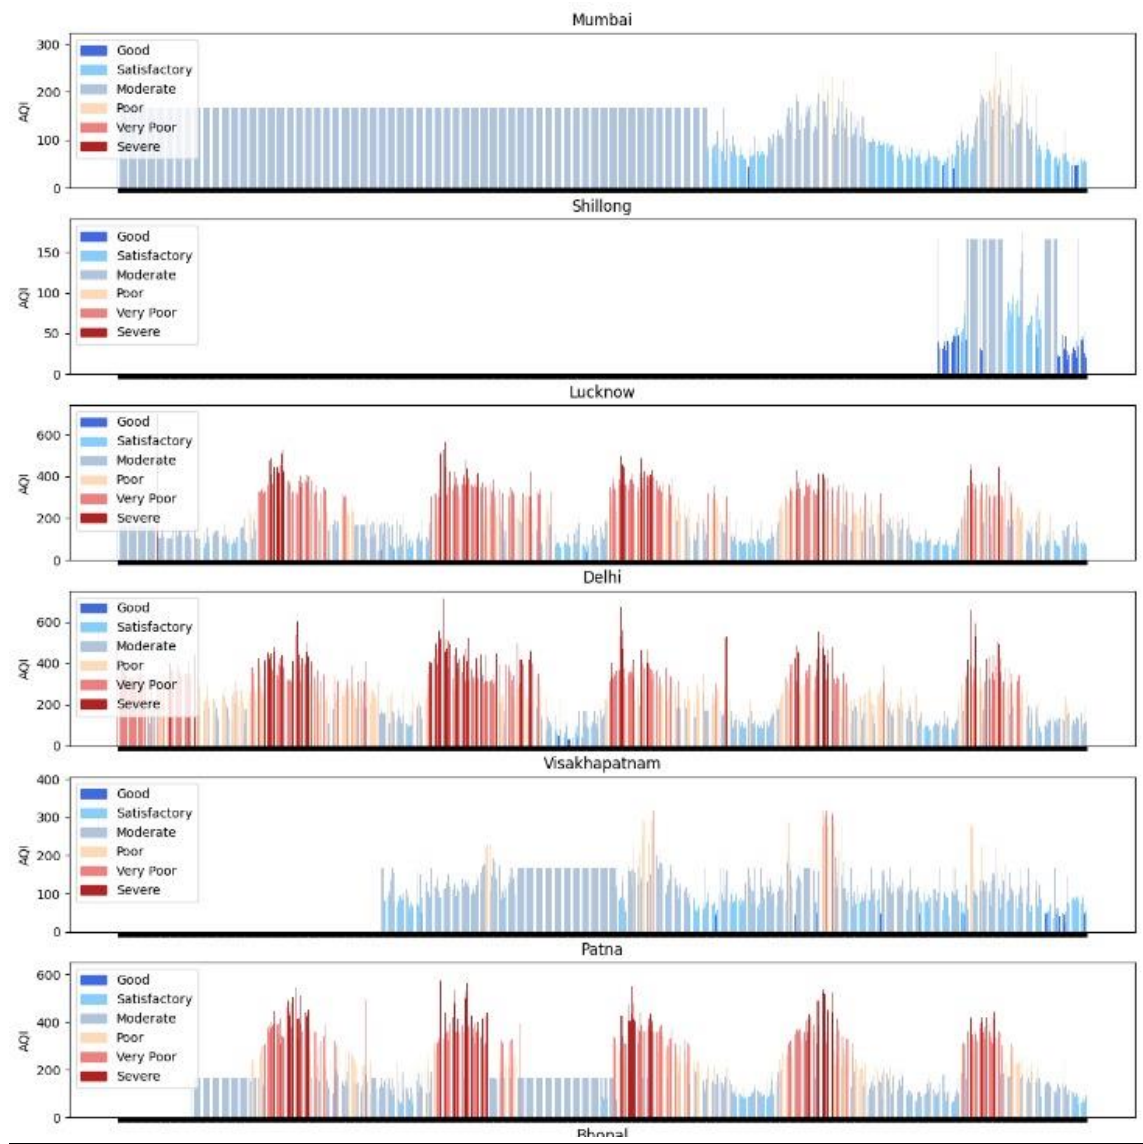 Mumbai
300
200
100
0
AQI
Good
Satisfactory
Moderate
Poor
Very Poor
Severe
Shillong
150
100
50
0
AQI
Good
Satisfactory
Moderate
Poor
Very Poor
Severe
Lucknow
600
400
200
0
AQI
Good
Satisfactory
Moderate
Poor
Very Poor
Severe
Delhi
600
400
200
0
AQI
Good
Satisfactory
Moderate
Poor
Very Poor
Severe
Visakhapatnam
400
300
200
100
0
AQI
Good
Satisfactory
Moderate
Poor
Very Poor
Severe
Patna
600
400
200
0
AQI
Good
Satisfactory
Moderate
Poor
Very Poor
Severe
Bhopal